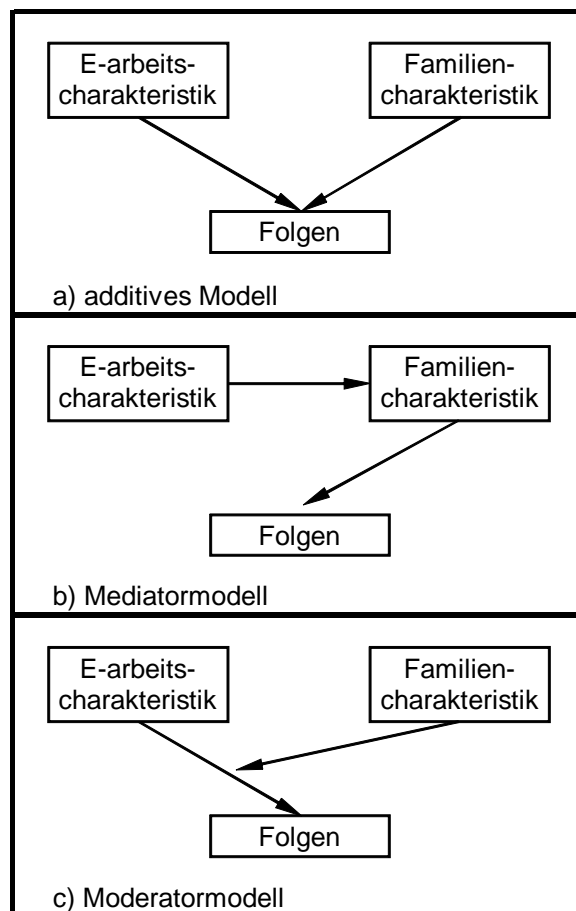 E-arbeits-
charakteristik
Familien-
charakteristik
Folgen
a) additives Modell
E-arbeits-
charakteristik
Familien-
charakteristik
Folgen
b) Mediatormodell
E-arbeits-
charakteristik
Familien-
charakteristik
Folgen
c) Moderatormodell